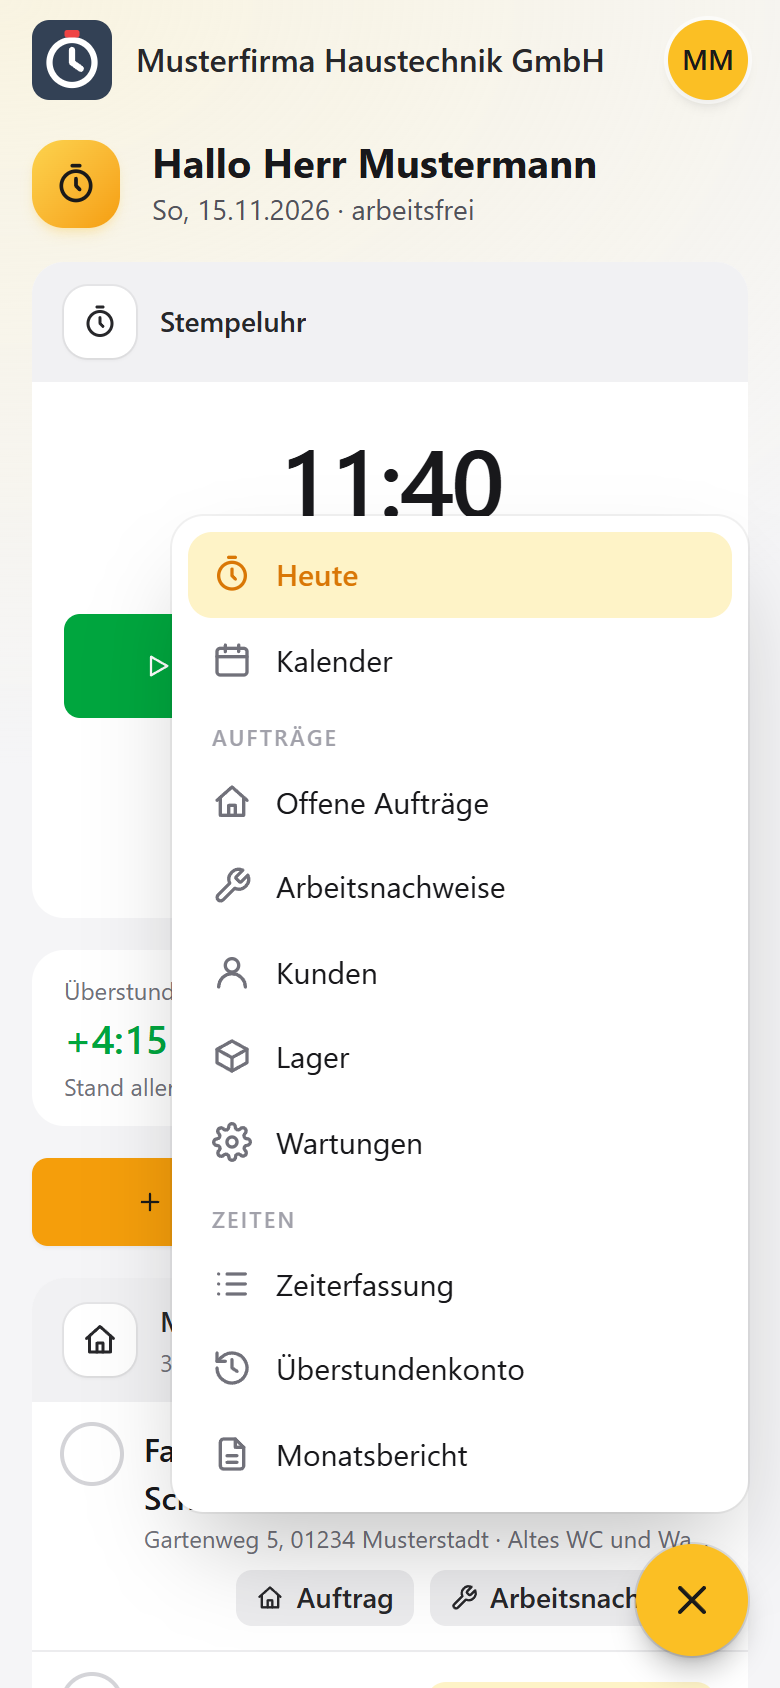 Musterfirma Haustechnik GmbH
MM
Hallo Herr Mustermann
So, 15.11.2026 · arbeitsfrei
Stempeluhr
11:40
Heute
Kalender
AUFTRÄGE
Offene Aufträge
Arbeitsnachweise
Kunden
Lager
Wartungen
ZEITEN
Zeiterfassung
Überstundenkonto
Monatsbericht
+4:15
Gartenweg 5, 01234 Musterstadt · Altes WC und Wa…
Auftrag